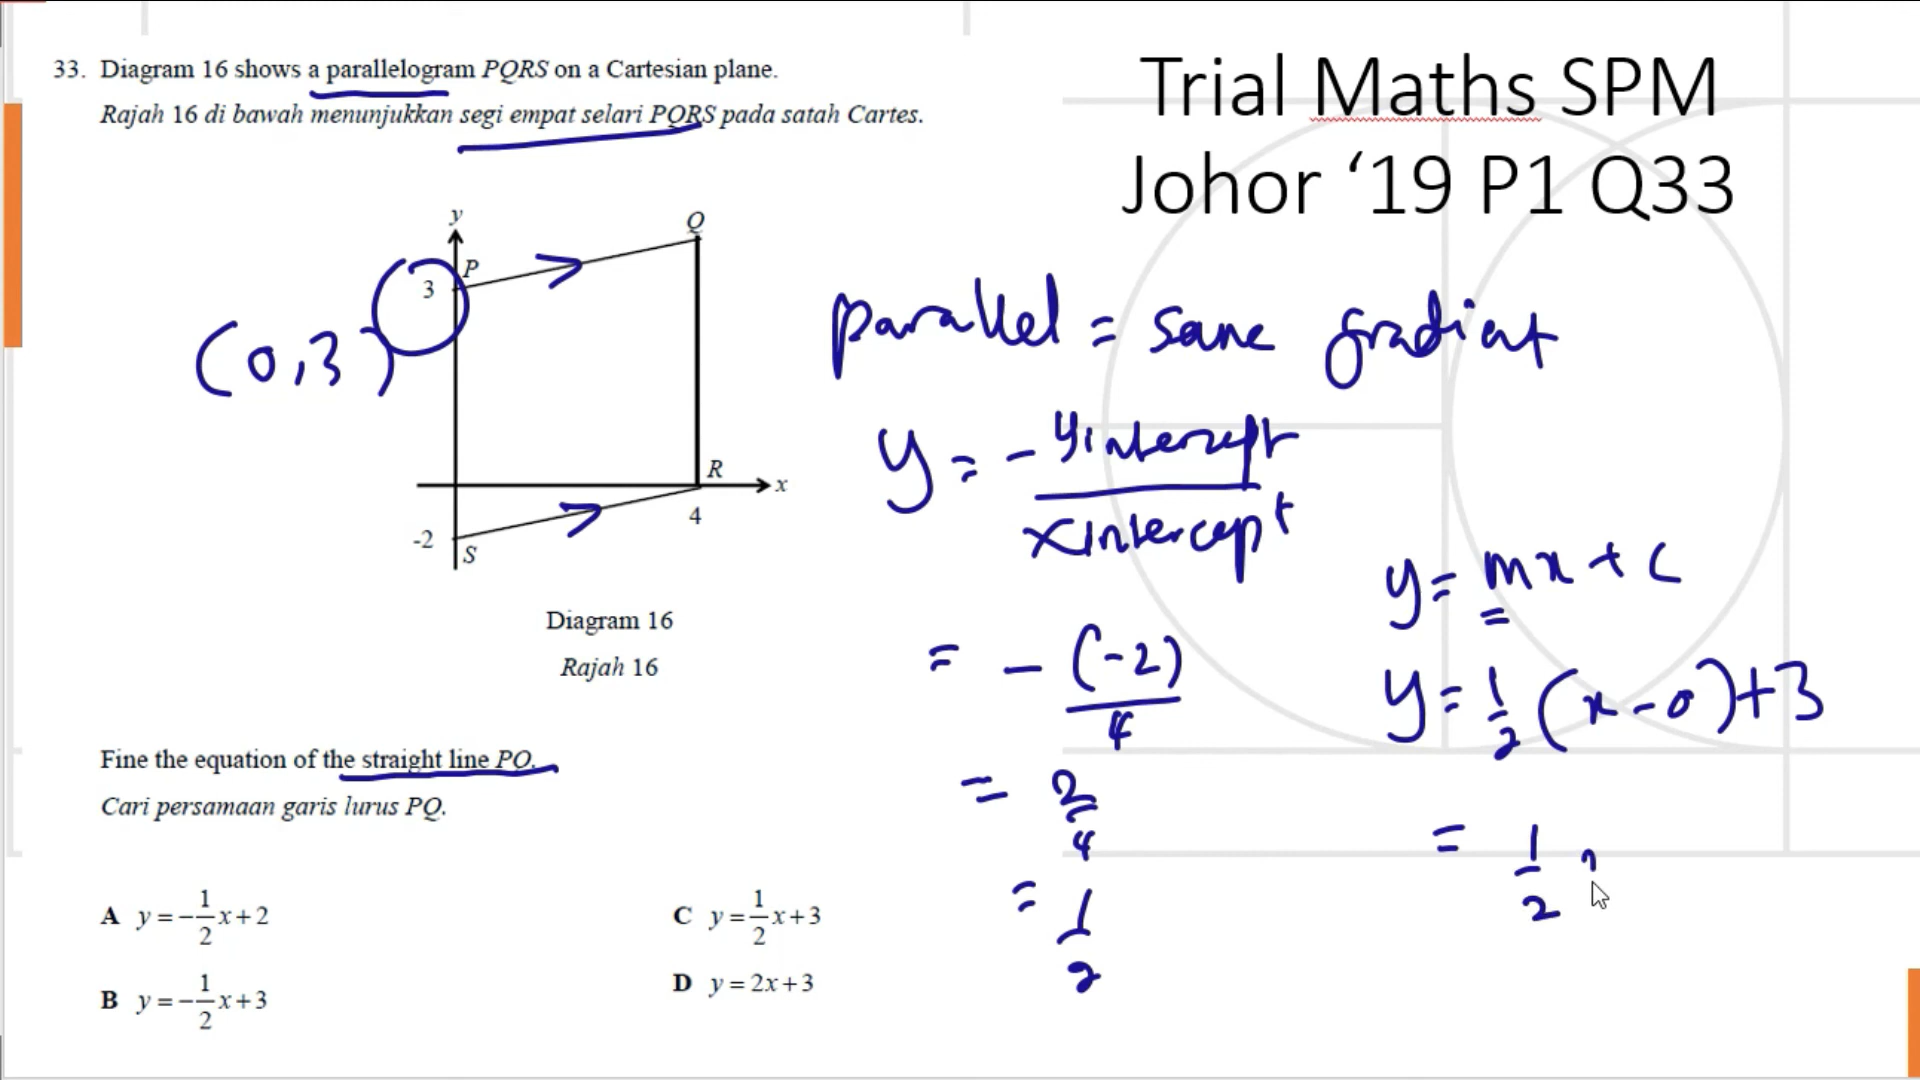 33. Diagram 16 shows a parallelogram PQRS on a Cartesian plane.
Rajah 16 di bawah menunjukkan segi empat selari PQRS pada satah Cartes.
Trial Maths SPM
Johor ‘19 P1 Q33
y
Q
P
3
(0,3)
R
x
4
-2
S
Diagram 16
Rajah 16
parallel = same gradient
y = - yintercept / xintercept
= - (-2) / 4
= 2/4
= 1/2
y = mx + c
y = 1/2 (x - 0) + 3
= 1/2
Fine the equation of the straight line PQ.
Cari persamaan garis lurus PQ.
A y = -1/2 x + 2
B y = -1/2 x + 3
C y = 1/2 x + 3
D y = 2x + 3